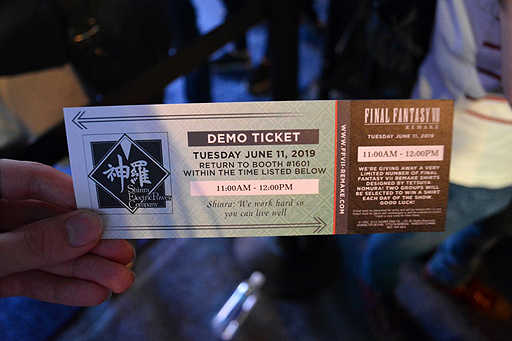 神羅
Shinra
Electric Power
Company
DEMO TICKET
TUESDAY JUNE 11, 2019
RETURN TO BOOTH #1601
WITHIN THE TIME LISTED BELOW
11:00AM - 12:00PM
Shinra: We work hard so
you can live well
WWW.FFVII-REMAKE.COM
FINAL FANTASY VII
REMAKE
TUESDAY JUNE 11, 2019
11:00AM - 12:00PM
WE'RE GIVING AWAY A VERY
LIMITED NUMBER OF FINAL
FANTASY VII REMAKE SHIRTS
DESIGNED BY TETSUYA
NOMURA! TWO GROUPS WILL
BE SELECTED TO WIN A SHIRT
EACH DAY OF THE SHOW.
GOOD LUCK!